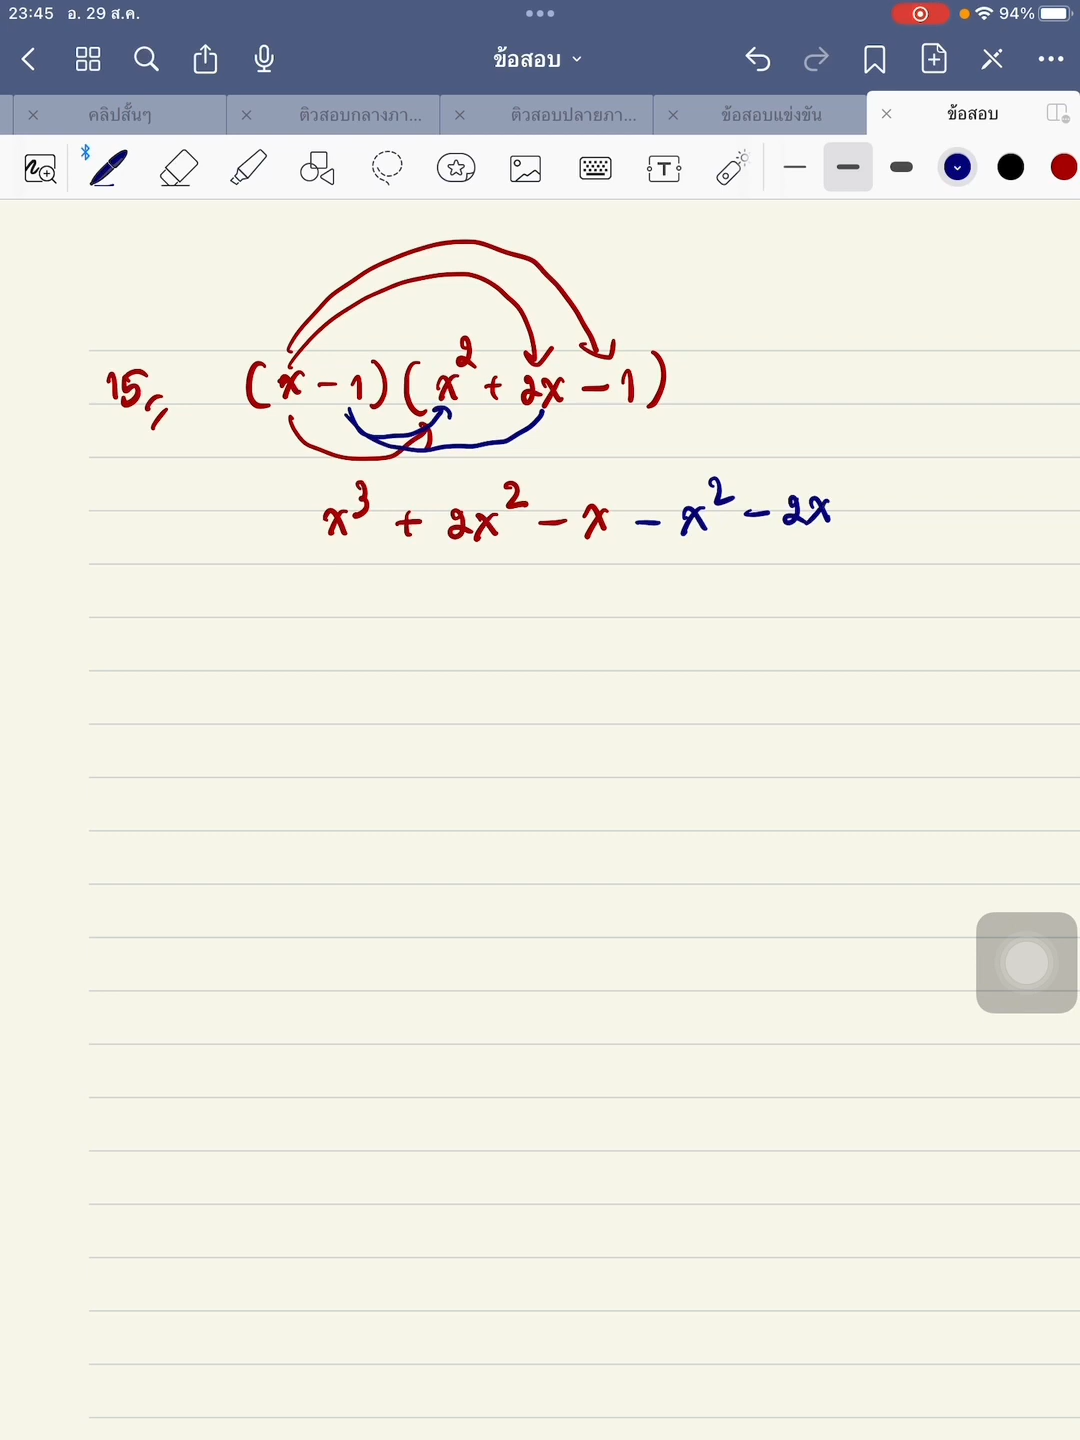 23:45 อ. 29 ส.ค. 94%
ข้อสอบ
คลิปสั้นๆ ติวสอบกลางภา... ติวสอบปลายภา... ข้อสอบแข่งขัน ข้อสอบ
T
15,, (x - 1)(x² + 2x - 1)
x³ + 2x² - x - x² - 2x